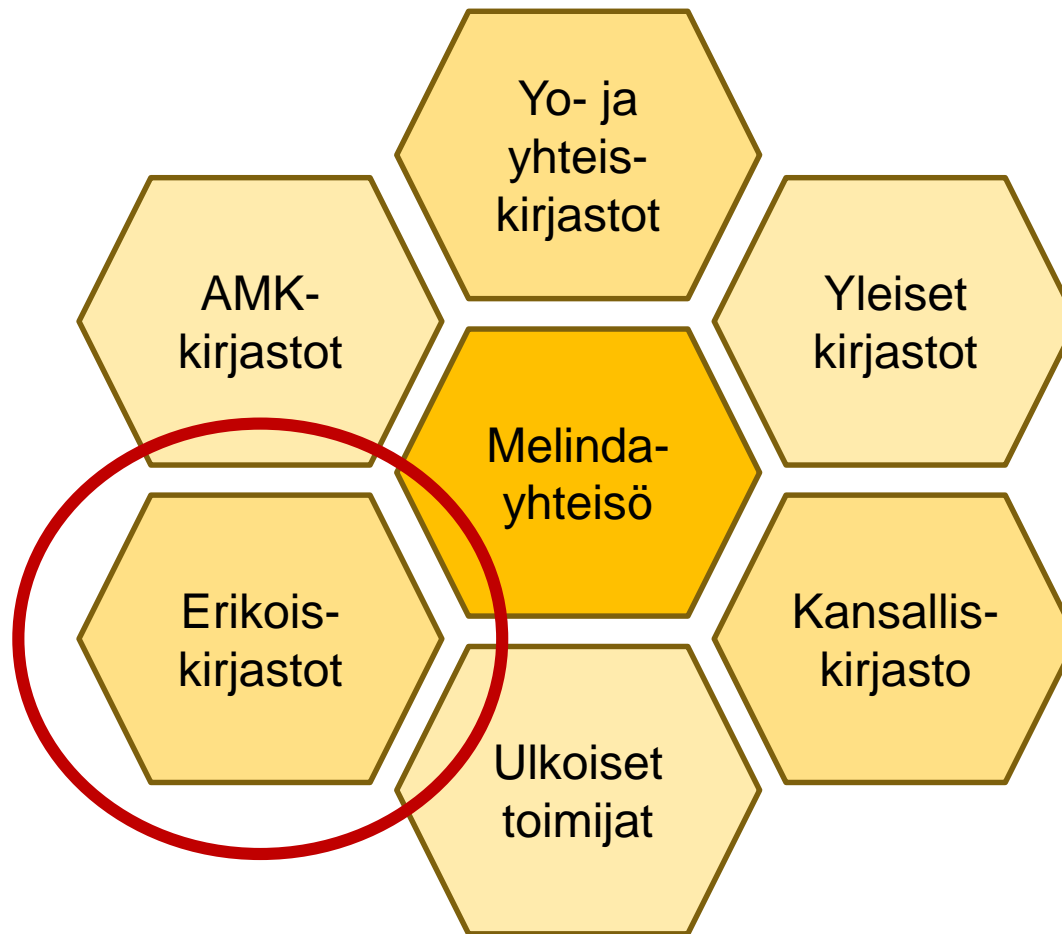 Yo- ja
yhteis-
kirjastot
AMK-
kirjastot
Yleiset
kirjastot
Melinda-
yhteisö
Erikois-
kirjastot
Kansallis-
kirjasto
Ulkoiset
toimijat